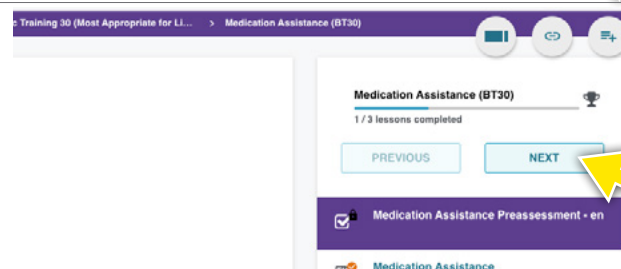 c Training 30 (Most Appropriate for Li... > Medication Assistance (BT30)
Medication Assistance (BT30)
1 / 3 lessons completed
PREVIOUS NEXT
Medication Assistance Preassessment - en
Medication Assistance